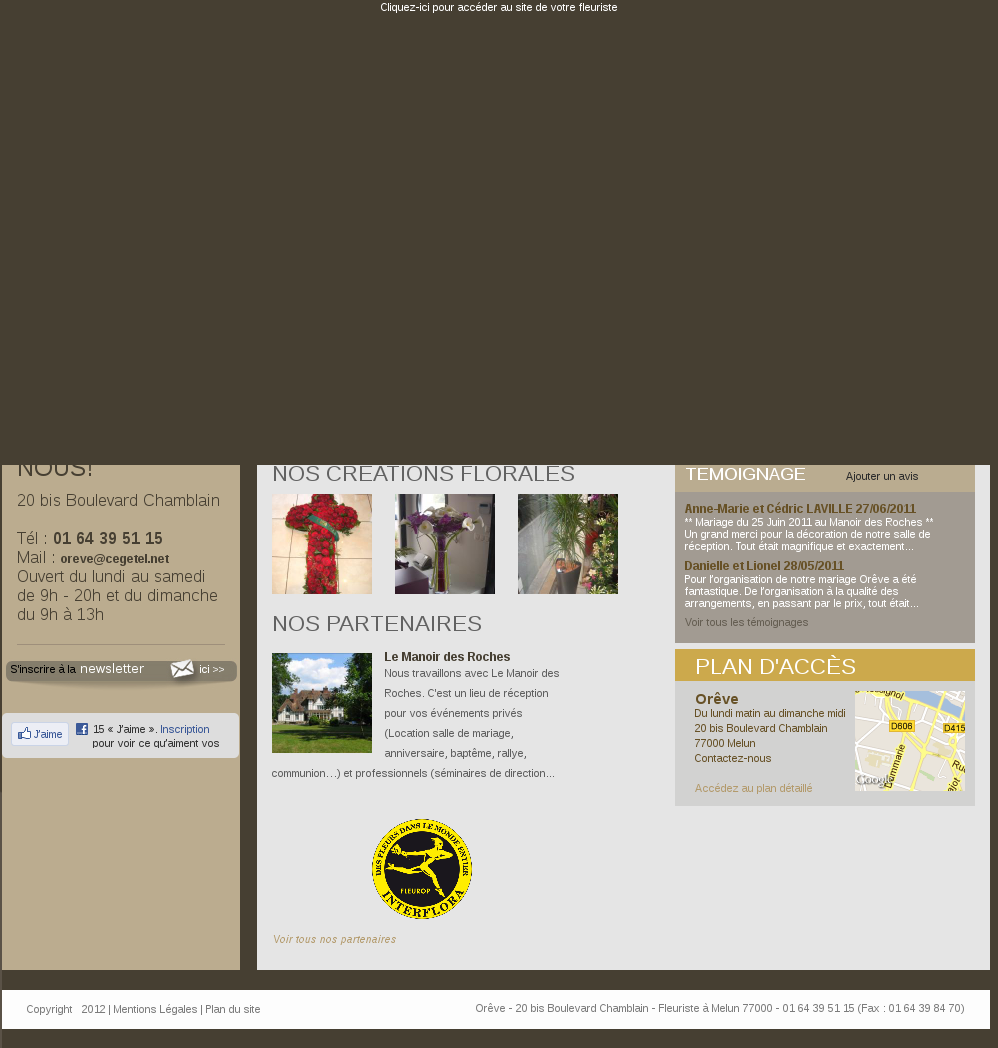 Cliquez-ici pour accéder au site de votre fleuriste
NOUS!
20 bis Boulevard Chamblain
Tél : 01 64 39 51 15
Mail : oreve@cegetel.net
Ouvert du lundi au samedi
de 9h - 20h et du dimanche
du 9h à 13h
S'inscrire à la newsletter ici >>
J'aime
15 « J'aime ». Inscription
pour voir ce qu'aiment vos
NOS CRÉATIONS FLORALES
NOS PARTENAIRES
Le Manoir des Roches
Nous travaillons avec Le Manoir des
Roches. C'est un lieu de réception
pour vos événements privés
(Location salle de mariage,
anniversaire, baptême, rallye,
communion…) et professionnels (séminaires de direction...
DES FLEURS DANS LE MONDE ENTIER
FLEUROP
INTERFLORA
Voir tous nos partenaires
TEMOIGNAGE
Ajouter un avis
Anne-Marie et Cédric LAVILLE 27/06/2011
** Mariage du 25 Juin 2011 au Manoir des Roches **
Un grand merci pour la décoration de notre salle de
réception. Tout était magnifique et exactement...
Danielle et Lionel 28/05/2011
Pour l'organisation de notre mariage Orêve a été
fantastique. De l'organisation à la qualité des
arrangements, en passant par le prix, tout était...
Voir tous les témoignages
PLAN D'ACCÈS
Orêve
Du lundi matin au dimanche midi
20 bis Boulevard Chamblain
77000 Melun
Contactez-nous
Accédez au plan détaillé
D606
D415
Dammarie
Ru
Google
Copyright 2012 | Mentions Légales | Plan du site
Orêve - 20 bis Boulevard Chamblain - Fleuriste à Melun 77000 - 01 64 39 51 15 (Fax : 01 64 39 84 70)